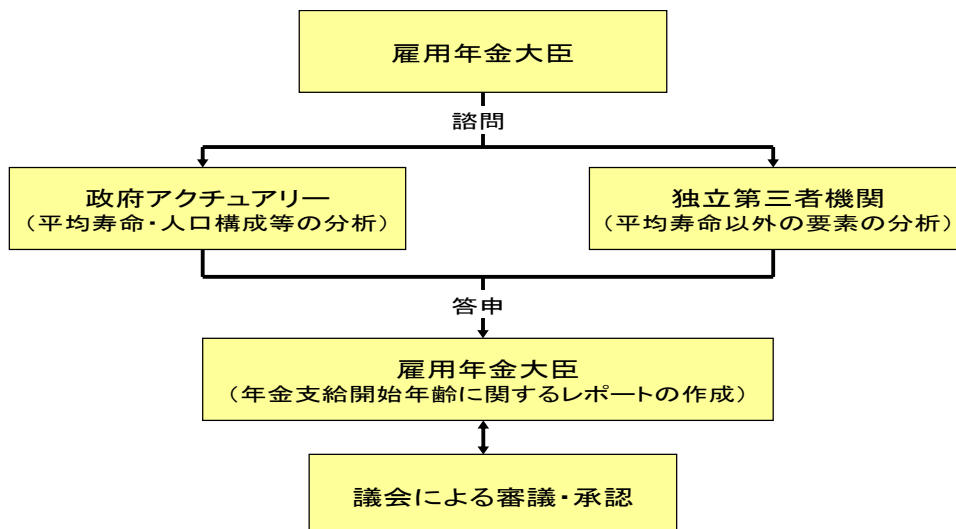 雇用年金大臣
諮問
政府アクチュアリー
（平均寿命・人口構成等の分析）
独立第三者機関
（平均寿命以外の要素の分析）
答申
雇用年金大臣
（年金支給開始年齢に関するレポートの作成）
議会による審議・承認